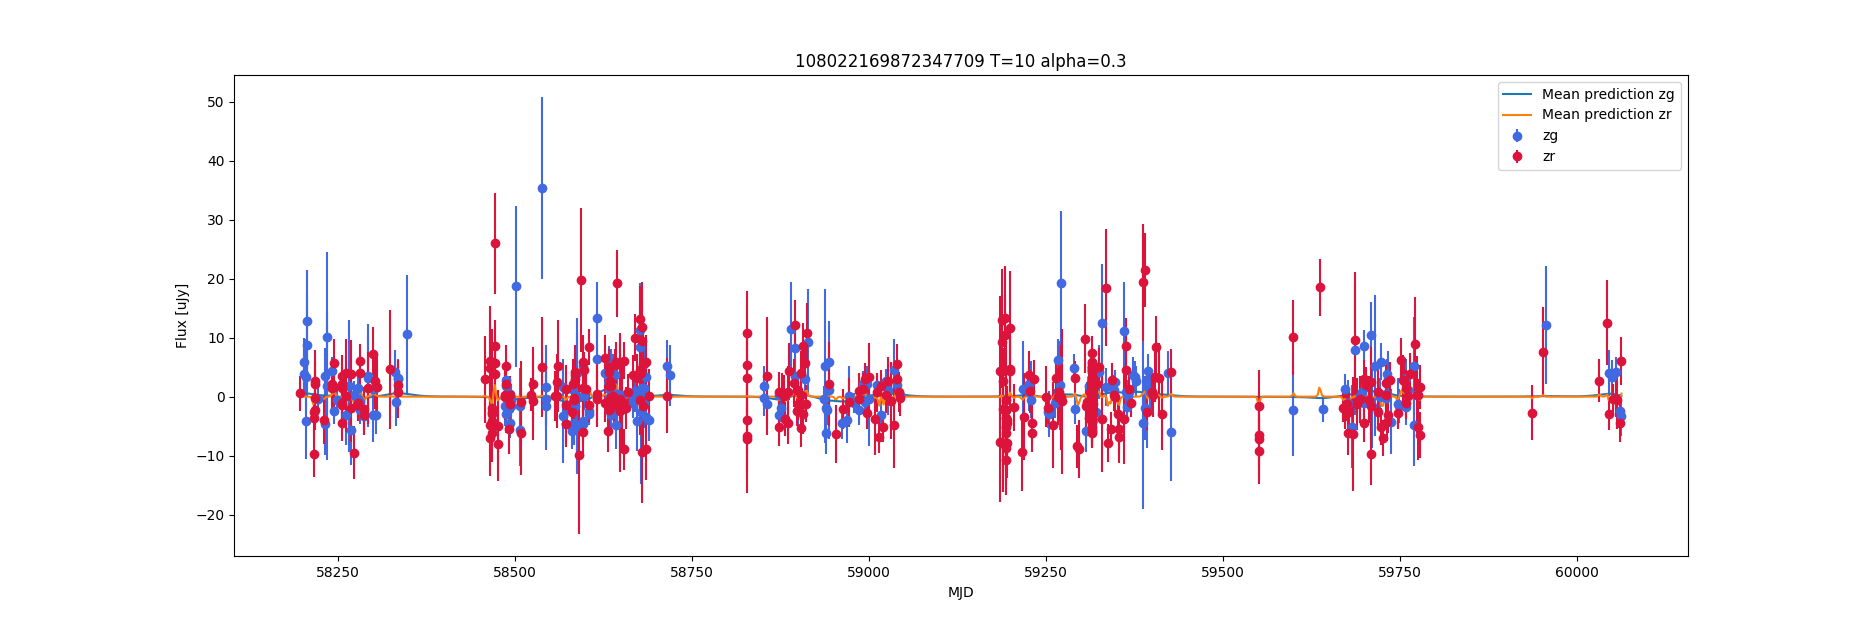 108022169872347709 T=10 alpha=0.3
Mean prediction zg
Mean prediction zr
zg
zr
Flux [uJy]
50
40
30
20
10
0
−10
−20
58250 58500 58750 59000 59250 59500 59750 60000
MJD